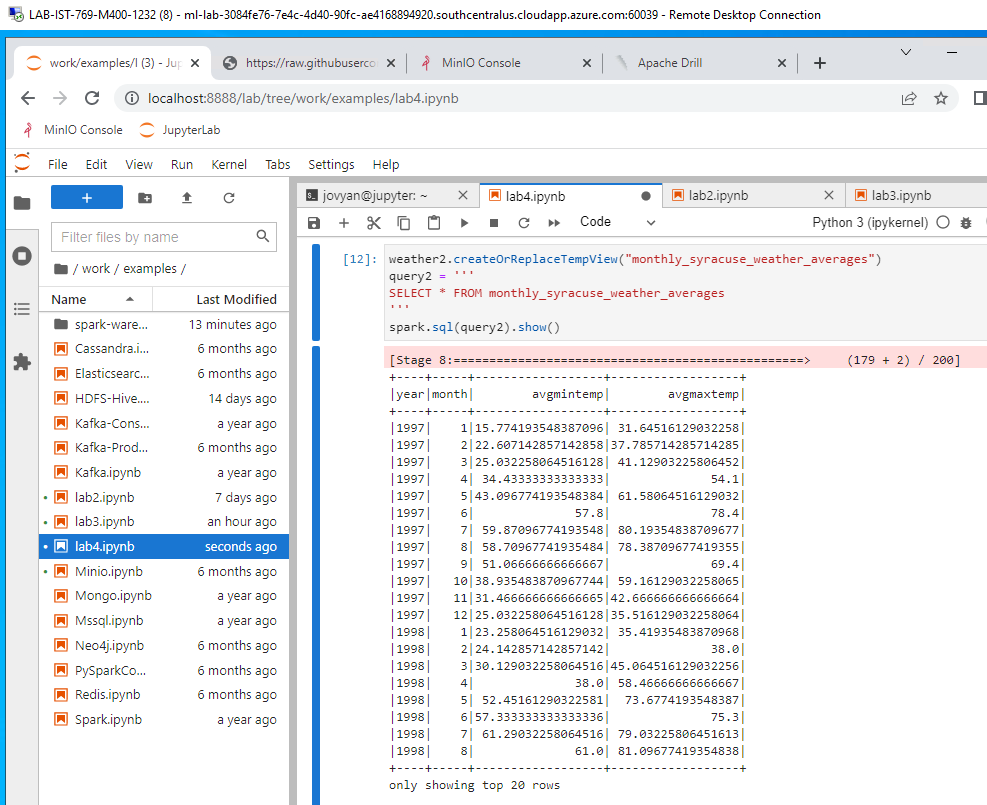 LAB-IST-769-M400-1232 (8) - ml-lab-3084fe76-7e4c-4d40-90fc-ae4168894920.southcentralus.cloudapp.azure.com:60039 - Remote Desktop Connection
work/examples/l (3) - Jup
https://raw.githubuserco
MinIO Console
Apache Drill
localhost:8888/lab/tree/work/examples/lab4.ipynb
MinIO Console JupyterLab
File Edit View Run Kernel Tabs Settings Help
Filter files by name
/ work / examples /
Name Last Modified
spark-ware... 13 minutes ago
Cassandra.i... 6 months ago
Elasticsearc... 6 months ago
HDFS-Hive.... 14 days ago
Kafka-Cons... a year ago
Kafka-Prod... 6 months ago
Kafka.ipynb a year ago
lab2.ipynb 7 days ago
lab3.ipynb an hour ago
lab4.ipynb seconds ago
Minio.ipynb 6 months ago
Mongo.ipynb a year ago
Mssql.ipynb a year ago
Neo4j.ipynb 6 months ago
PySparkCo... 6 months ago
Redis.ipynb 6 months ago
Spark.ipynb a year ago
jovyan@jupyter: ~
lab4.ipynb
lab2.ipynb
lab3.ipynb
Code
Python 3 (ipykernel)
[12]: weather2.createOrReplaceTempView("monthly_syracuse_weather_averages")
query2 = '''
SELECT * FROM monthly_syracuse_weather_averages
'''
spark.sql(query2).show()
[Stage 8:=================================================> (179 + 2) / 200]
+----+-----+------------------+------------------+
|year|month| avgmintemp| avgmaxtemp|
+----+-----+------------------+------------------+
|1997| 1|15.774193548387096| 31.64516129032258|
|1997| 2|22.607142857142858|37.785714285714285|
|1997| 3|25.032258064516128| 41.12903225806452|
|1997| 4| 34.43333333333333| 54.1|
|1997| 5|43.096774193548384| 61.58064516129032|
|1997| 6| 57.8| 78.4|
|1997| 7| 59.87096774193548| 80.19354838709677|
|1997| 8| 58.70967741935484| 78.38709677419355|
|1997| 9| 51.06666666666667| 69.4|
|1997| 10|38.935483870967744| 59.16129032258065|
|1997| 11|31.466666666666665|42.666666666666664|
|1997| 12|25.032258064516128|35.516129032258064|
|1998| 1|23.258064516129032| 35.41935483870968|
|1998| 2|24.142857142857142| 38.0|
|1998| 3|30.129032258064516|45.064516129032256|
|1998| 4| 38.0| 58.46666666666667|
|1998| 5| 52.45161290322581| 73.6774193548387|
|1998| 6|57.333333333333336| 75.3|
|1998| 7| 61.29032258064516| 79.03225806451613|
|1998| 8| 61.0| 81.09677419354838|
+----+-----+------------------+------------------+
only showing top 20 rows